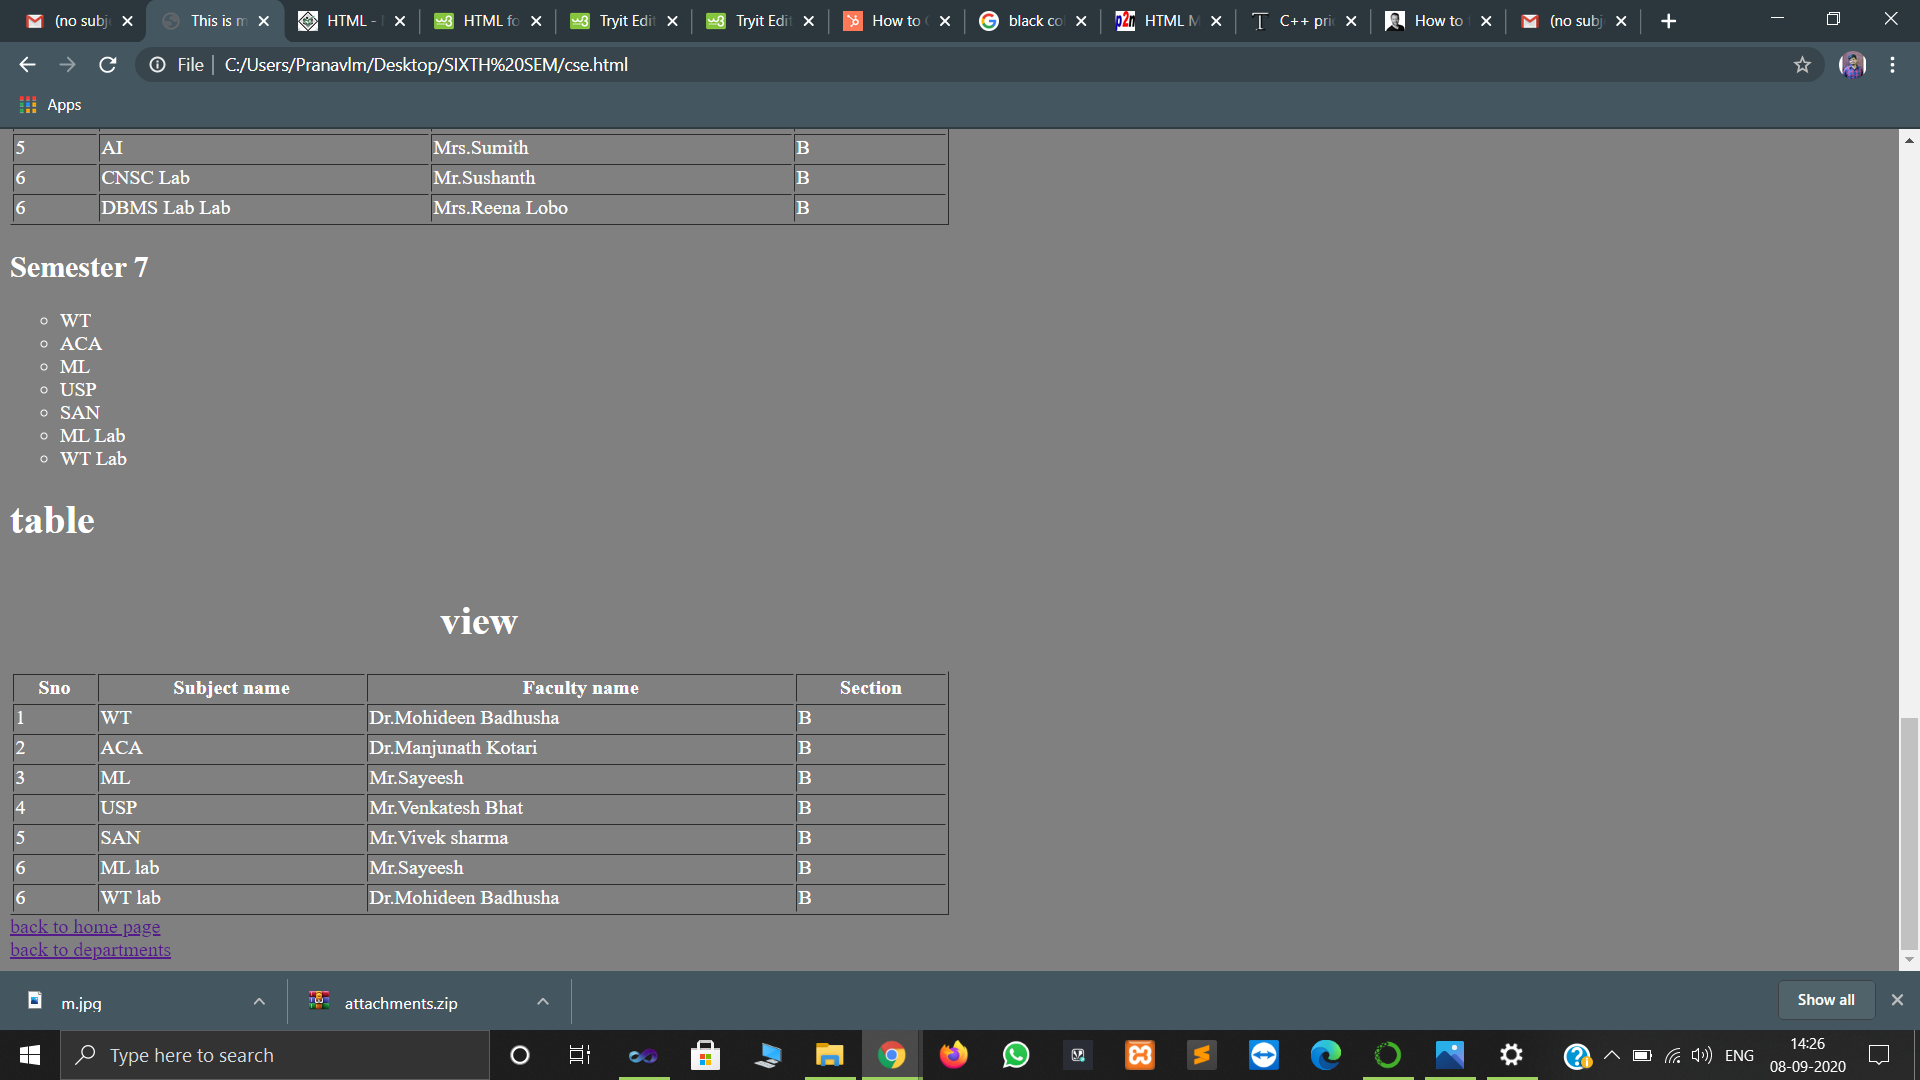 (no subj
This is m
HTML -
HTML fo
Tryit Edit
Tryit Edit
How to
black co
HTML M
C++ pri
How to
(no subj
File
C:/Users/Pranavlm/Desktop/SIXTH%20SEM/cse.html
Apps
5 AI Mrs.Sumith B
6 CNSC Lab Mr.Sushanth B
6 DBMS Lab Lab Mrs.Reena Lobo B
Semester 7
WT
ACA
ML
USP
SAN
ML Lab
WT Lab
table
view
Sno Subject name Faculty name Section
1 WT Dr.Mohideen Badhusha B
2 ACA Dr.Manjunath Kotari B
3 ML Mr.Sayeesh B
4 USP Mr.Venkatesh Bhat B
5 SAN Mr.Vivek sharma B
6 ML lab Mr.Sayeesh B
6 WT lab Dr.Mohideen Badhusha B
back to home page
back to departments
m.jpg
attachments.zip
Show all
Type here to search
ENG
14:26
08-09-2020